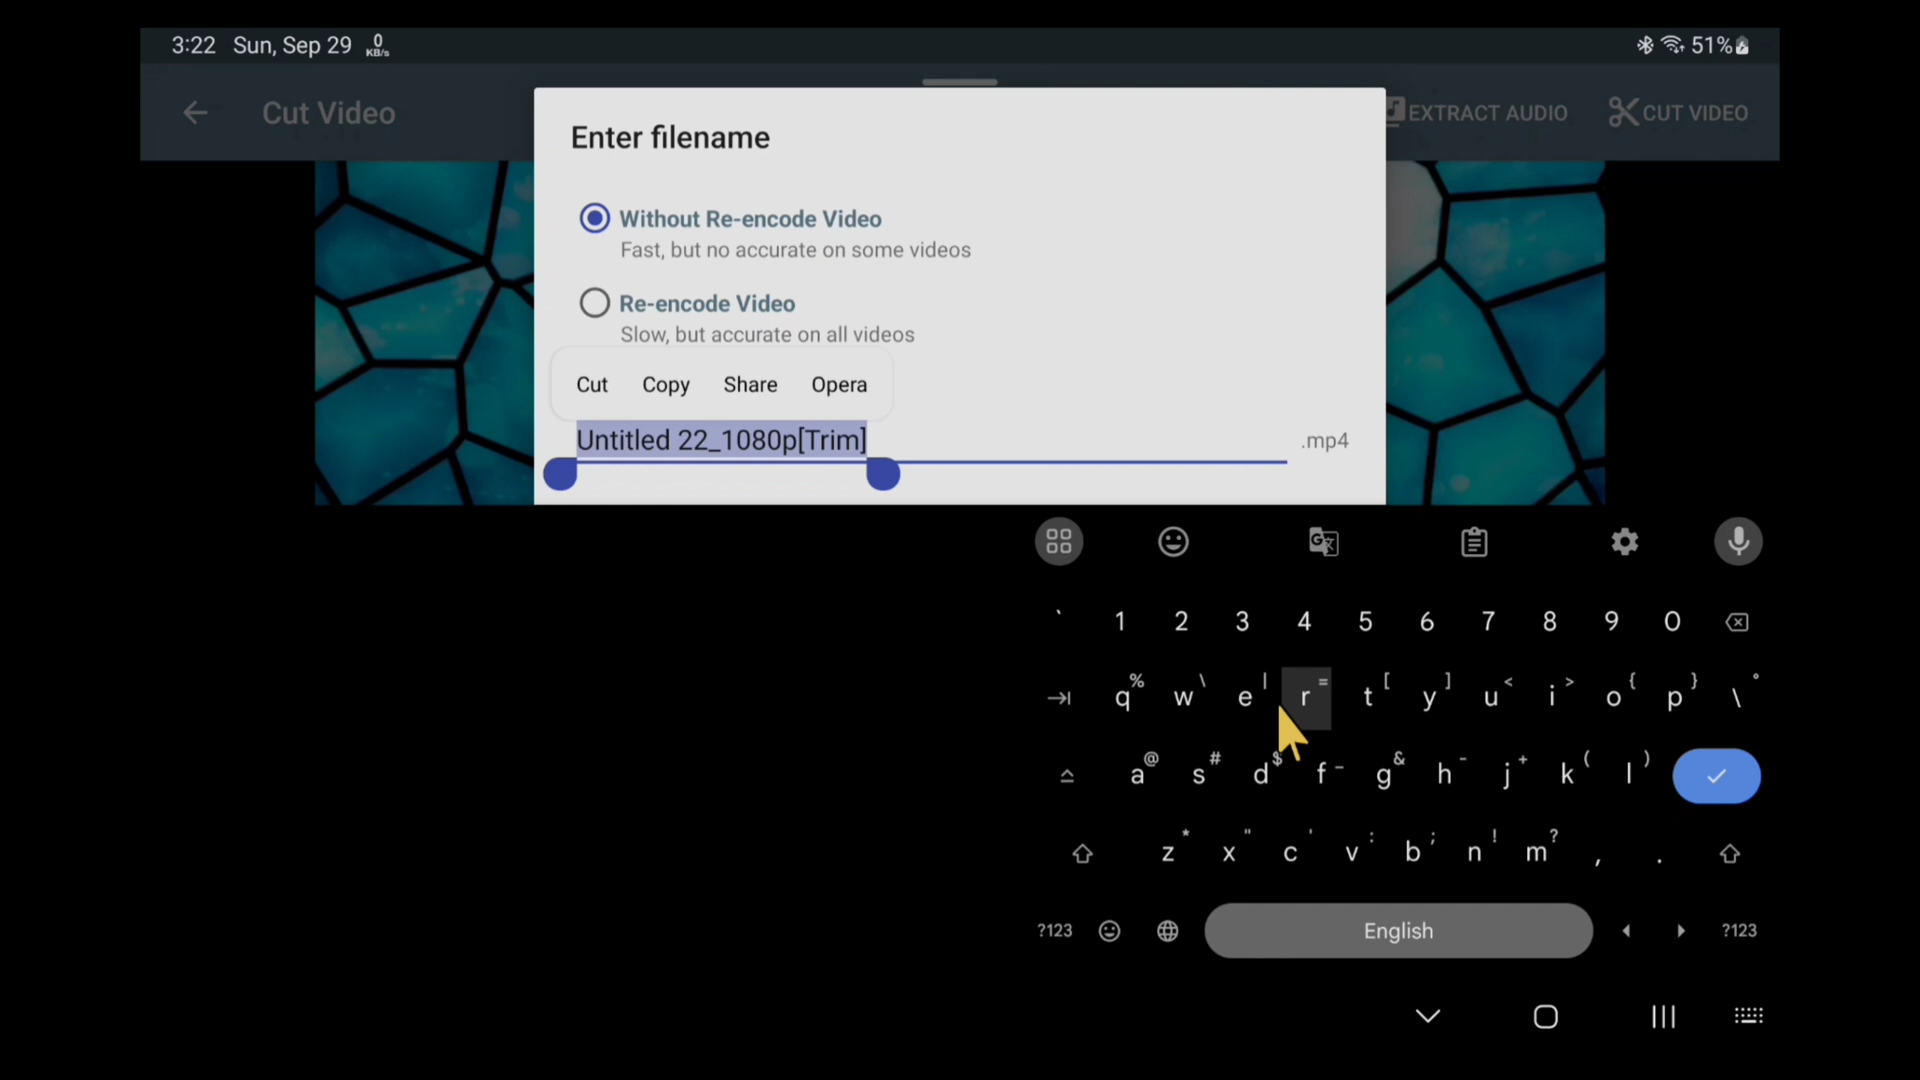 3:22 Sun, Sep 29 0 KB/s 51%
Cut Video EXTRACT AUDIO CUT VIDEO
Enter filename
Without Re-encode Video
Fast, but no accurate on some videos
Re-encode Video
Slow, but accurate on all videos
Cut Copy Share Opera
Untitled 22_1080p[Trim] .mp4
` 1 2 3 4 5 6 7 8 9 0
q % w \ e | r = t [ y ] u < i > o { p } \ °
a @ s # d $ f _ g & h - j + k ( l )
z * x " c ' v : b ; n ! m ? , .
?123 English ?123